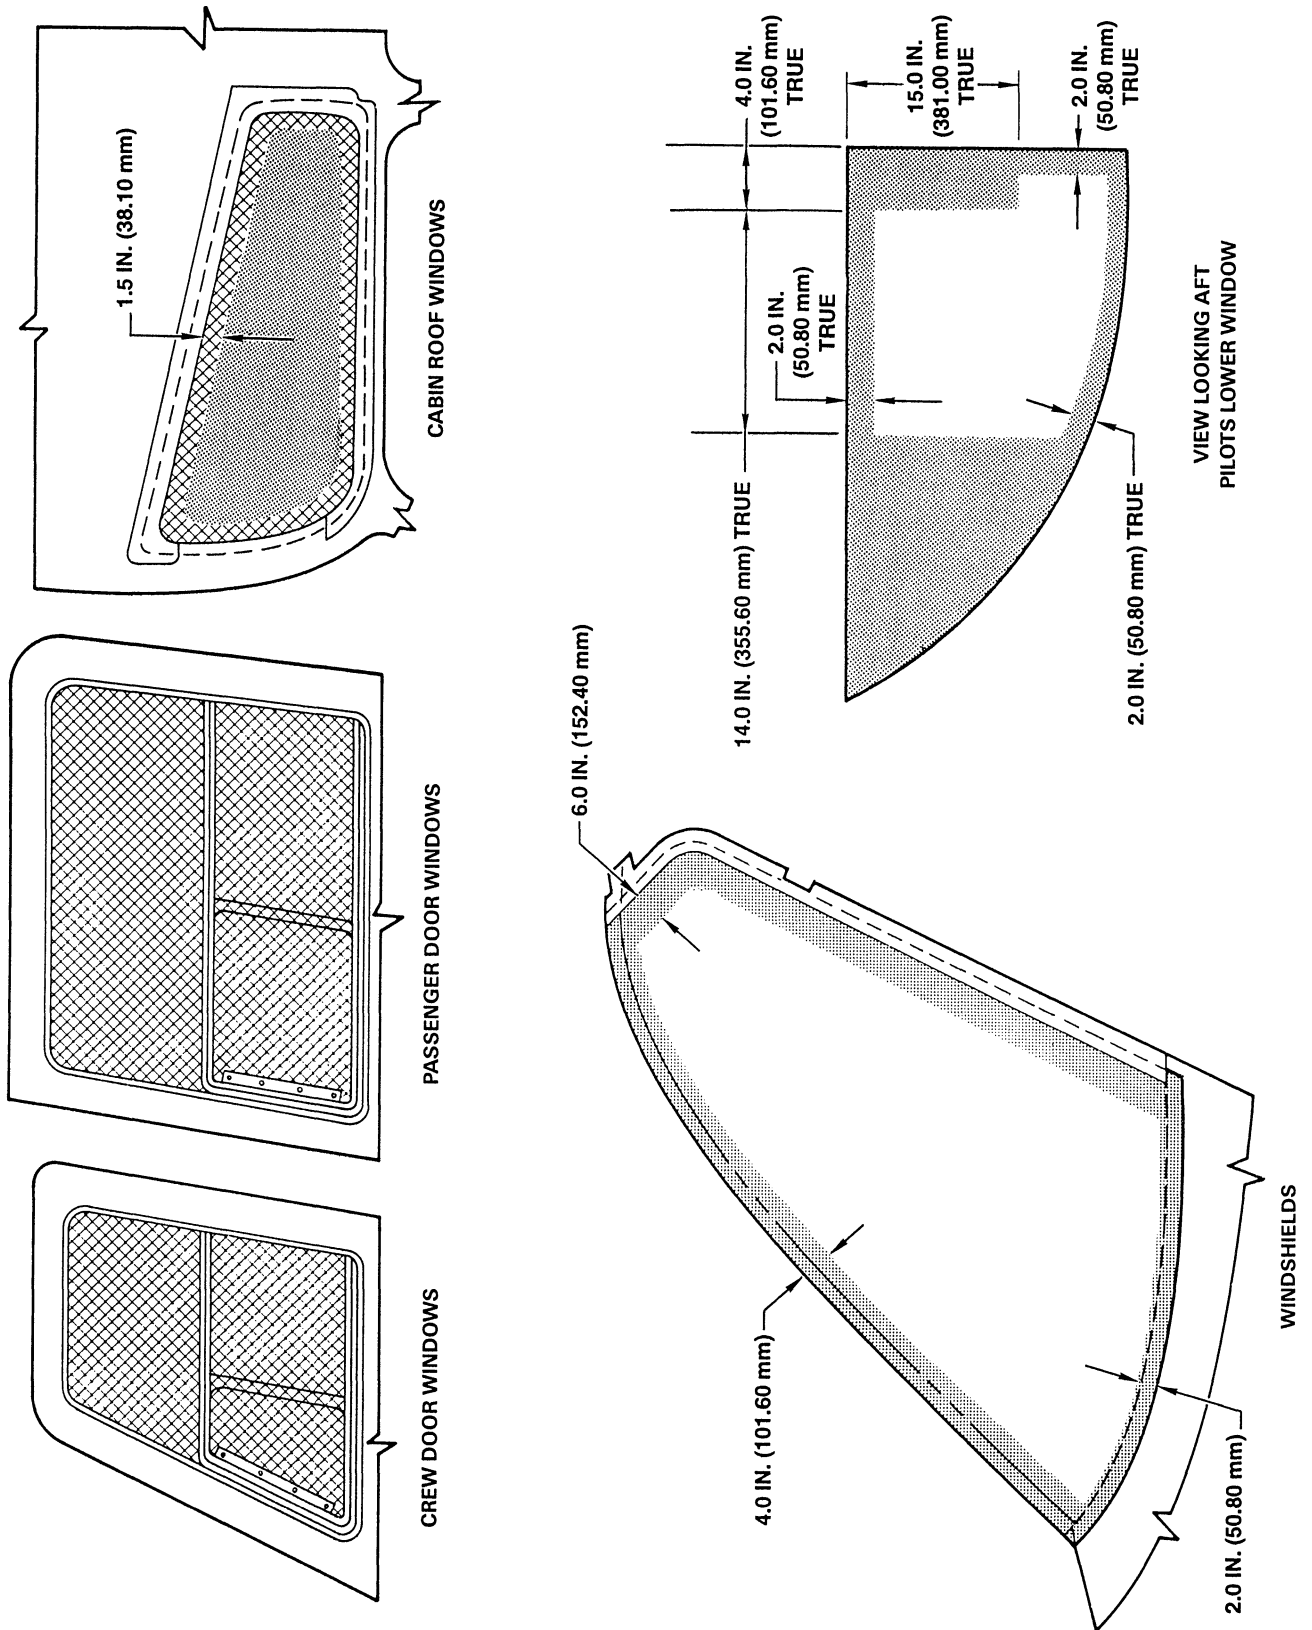 CREW DOOR WINDOWS
PASSENGER DOOR WINDOWS
1.5 IN. (38.10 mm)
CABIN ROOF WINDOWS
6.0 IN. (152.40 mm)
4.0 IN. (101.60 mm)
2.0 IN. (50.80 mm)
WINDSHIELDS
14.0 IN. (355.60 mm) TRUE
2.0 IN.
(50.80 mm)
TRUE
4.0 IN.
(101.60 mm)
TRUE
15.0 IN.
(381.00 mm)
TRUE
2.0 IN.
(50.80 mm)
TRUE
2.0 IN. (50.80 mm) TRUE
VIEW LOOKING AFT
PILOTS LOWER WINDOW